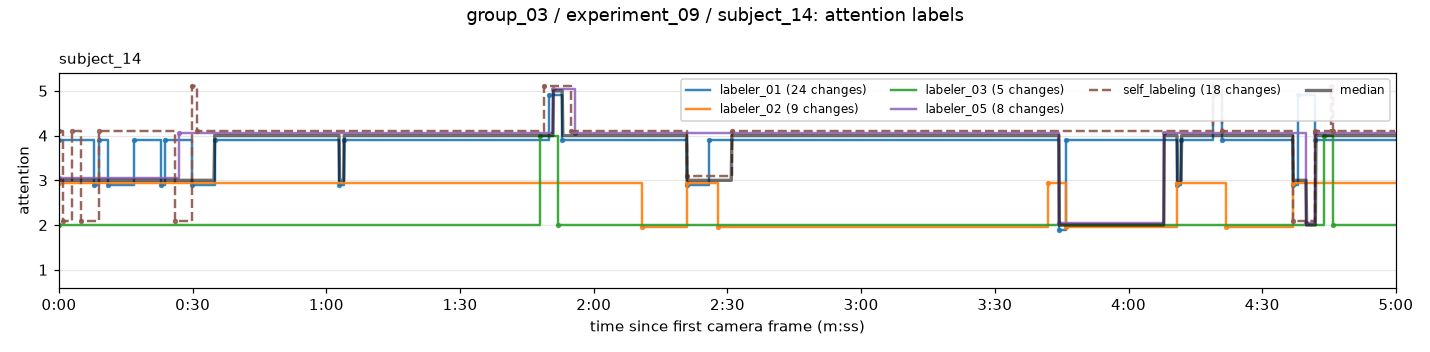 group_03 / experiment_09 / subject_14: attention labels
subject_14
labeler_01 (24 changes)
labeler_02 (9 changes)
labeler_03 (5 changes)
labeler_05 (8 changes)
self_labeling (18 changes)
median
attention
5
4
3
2
1
0:00 0:30 1:00 1:30 2:00 2:30 3:00 3:30 4:00 4:30 5:00
time since first camera frame (m:ss)